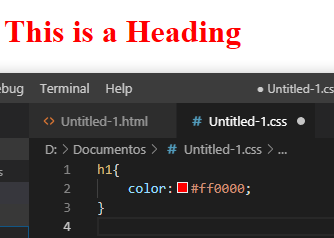 This is a Heading
ebug Terminal Help ● Untitled-1.cs
<> Untitled-1.html # Untitled-1.css ●
D: > Documentos > # Untitled-1.css > ...
s
1 h1{
2 color: #ff0000;
3 }
4